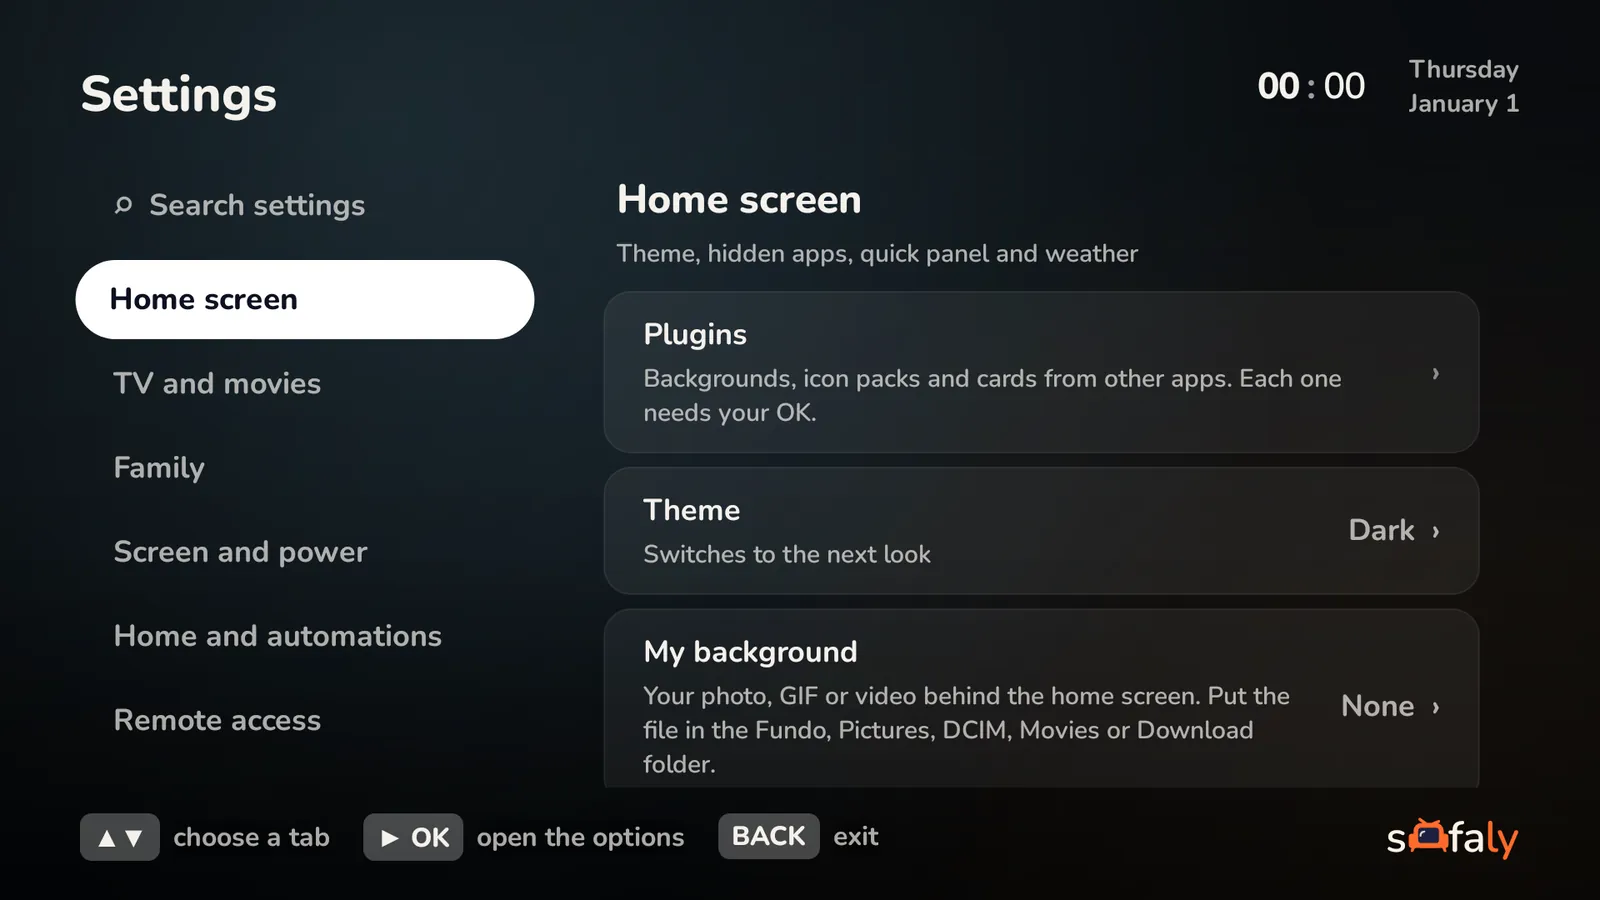 Settings
00 : 00
Thursday
January 1
Search settings
Home screen
TV and movies
Family
Screen and power
Home and automations
Remote access
Home screen
Theme, hidden apps, quick panel and weather
Plugins
Backgrounds, icon packs and cards from other apps. Each one
needs your OK.
Theme
Switches to the next look
Dark ›
My background
Your photo, GIF or video behind the home screen. Put the
file in the Fundo, Pictures, DCIM, Movies or Download
folder.
None ›
▲▼ choose a tab ► OK open the options BACK exit
sofaly